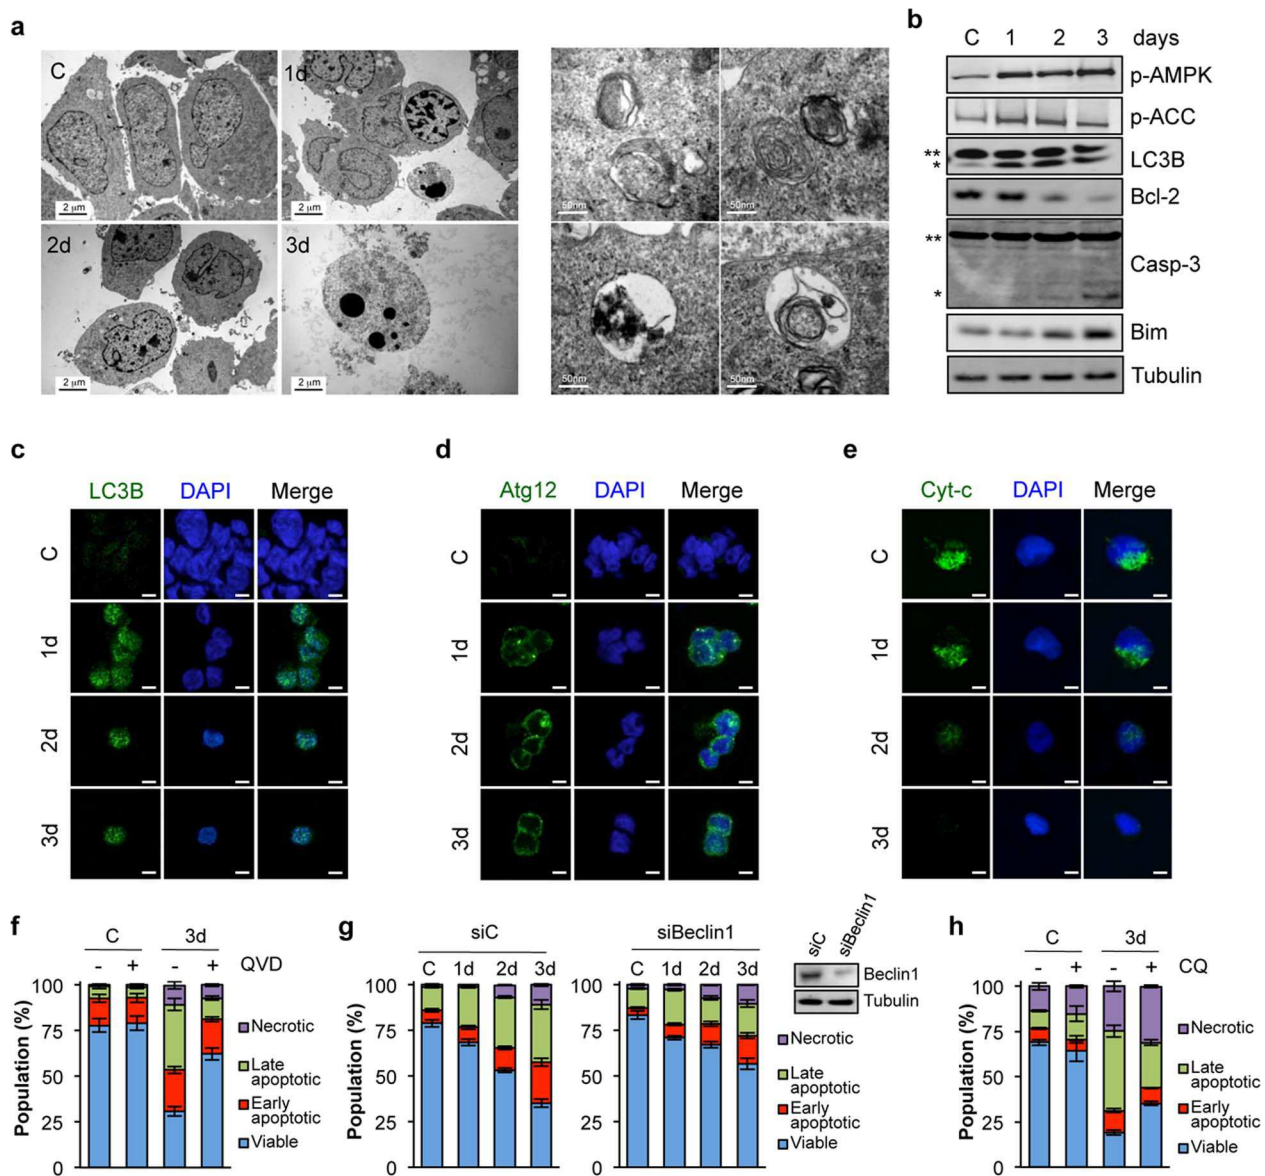 a
C
1d
2 μm
2 μm
2d
3d
2 μm
2 μm
50nm
50nm
50nm
50nm
b
C 1 2 3 days
p-AMPK
p-ACC
**
*
LC3B
Bcl-2
**
Casp-3
*
Bim
Tubulin
c
LC3B DAPI Merge
C
1d
2d
3d
d
Atg12 DAPI Merge
C
1d
2d
3d
e
Cyt-c DAPI Merge
C
1d
2d
3d
f
C 3d
- + - + QVD
100
75
50
25
0
Population (%)
Necrotic
Late
apoptotic
Early
apoptotic
Viable
g
siC
C 1d 2d 3d
100
75
50
25
0
Population (%)
siBeclin1
C 1d 2d 3d
100
75
50
25
0
Population (%)
siC
siBeclin1
Beclin1
Tubulin
Necrotic
Late
apoptotic
Early
apoptotic
Viable
h
C 3d
- + - + CQ
100
75
50
25
0
Population (%)
Necrotic
Late
apoptotic
Early
apoptotic
Viable